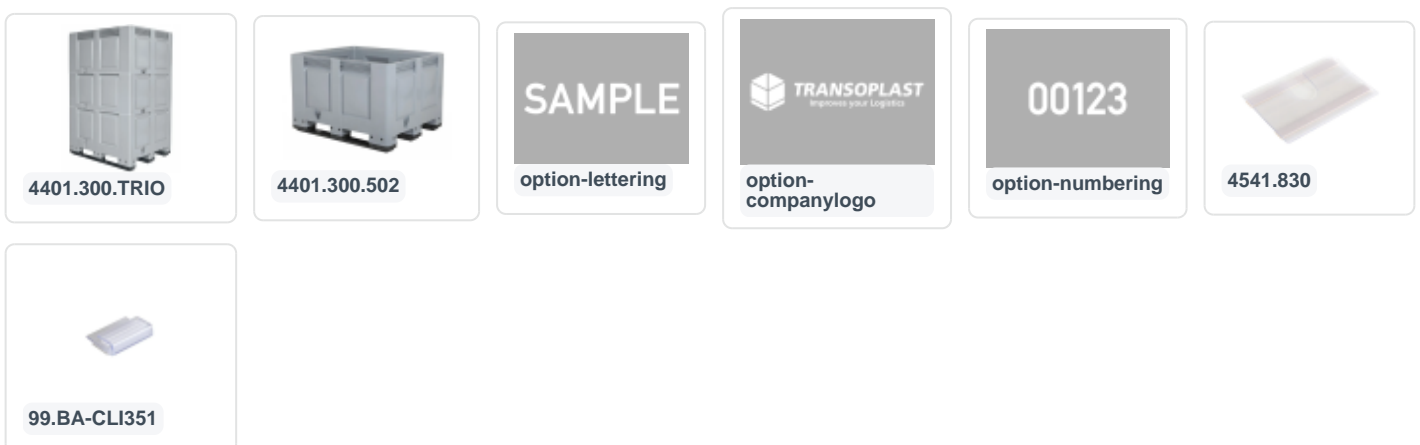 4401.300.TRIO
4401.300.502
SAMPLE
option-lettering
TRANSOPLAST
Improves your Logistics
option-
companylogo
00123
option-numbering
4541.830
99.BA-CLI351